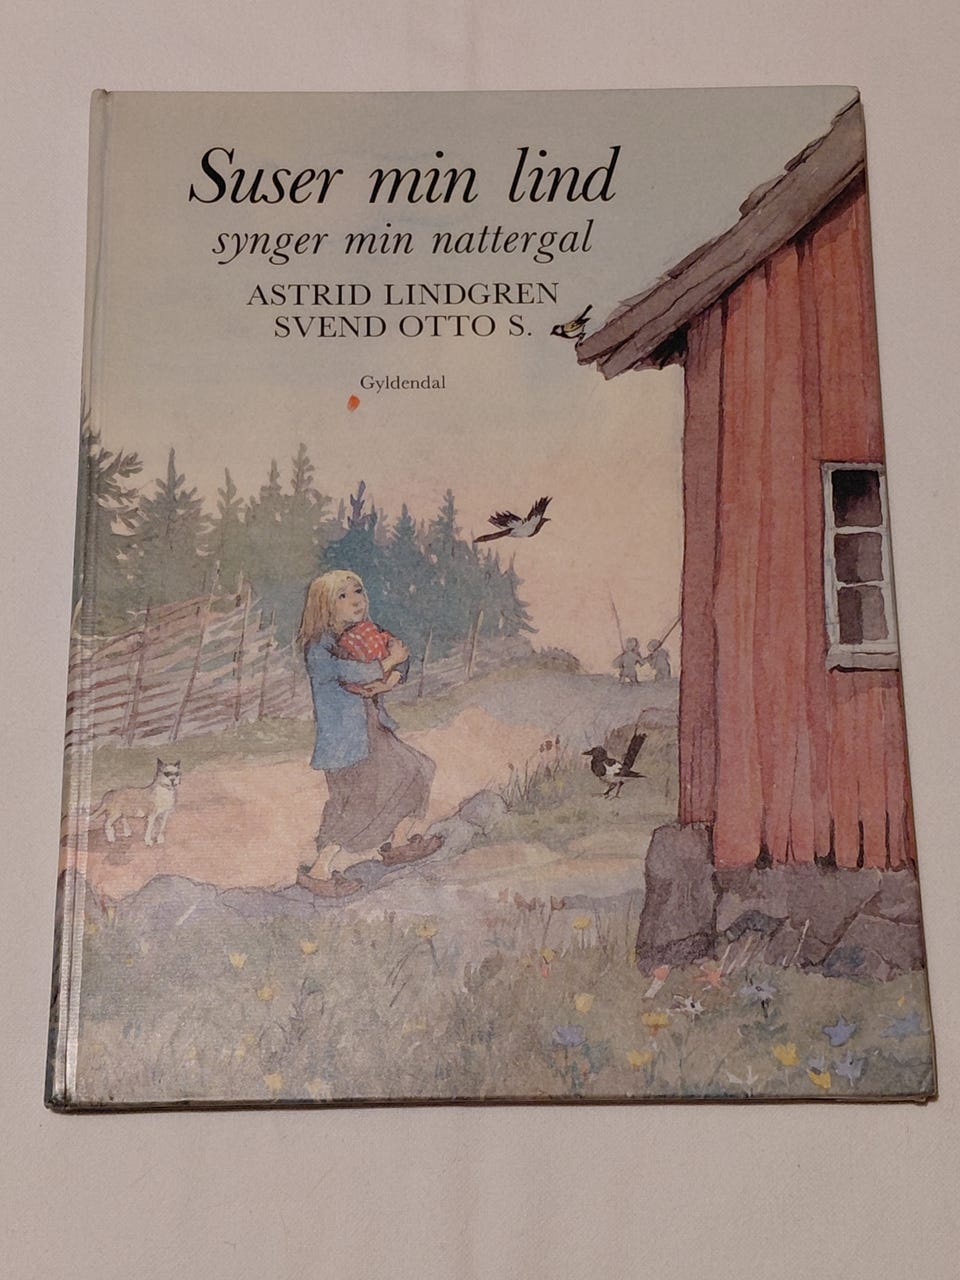 Suser min lind
synger min nattergal
ASTRID LINDGREN
SVEND OTTO S.
Gyldendal